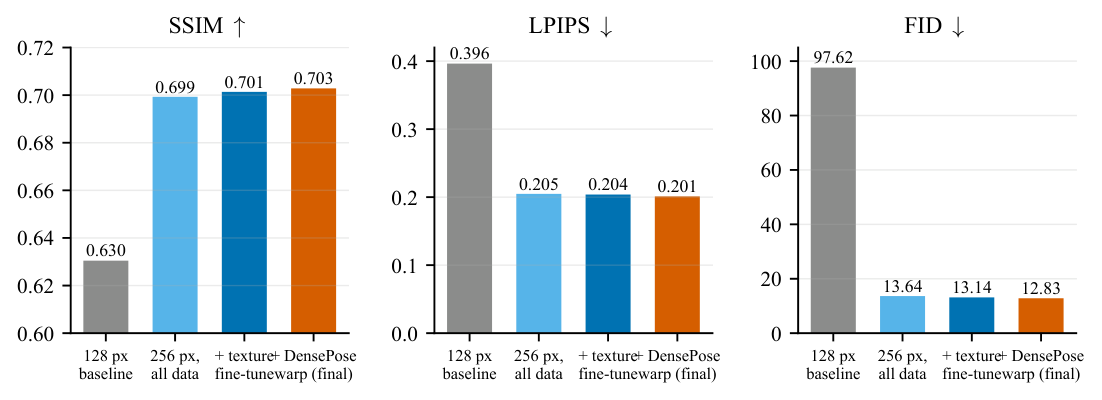 SSIM ↑
0.72
0.70
0.68
0.66
0.64
0.62
0.60
0.630
0.699
0.701
0.703
128 px
baseline
256 px,
all data
+ texture
fine-tune
+ DensePose
warp (final)
LPIPS ↓
0.4
0.3
0.2
0.1
0.0
0.396
0.205
0.204
0.201
128 px
baseline
256 px,
all data
+ texture
fine-tune
+ DensePose
warp (final)
FID ↓
100
80
60
40
20
0
97.62
13.64
13.14
12.83
128 px
baseline
256 px,
all data
+ texture
fine-tune
+ DensePose
warp (final)